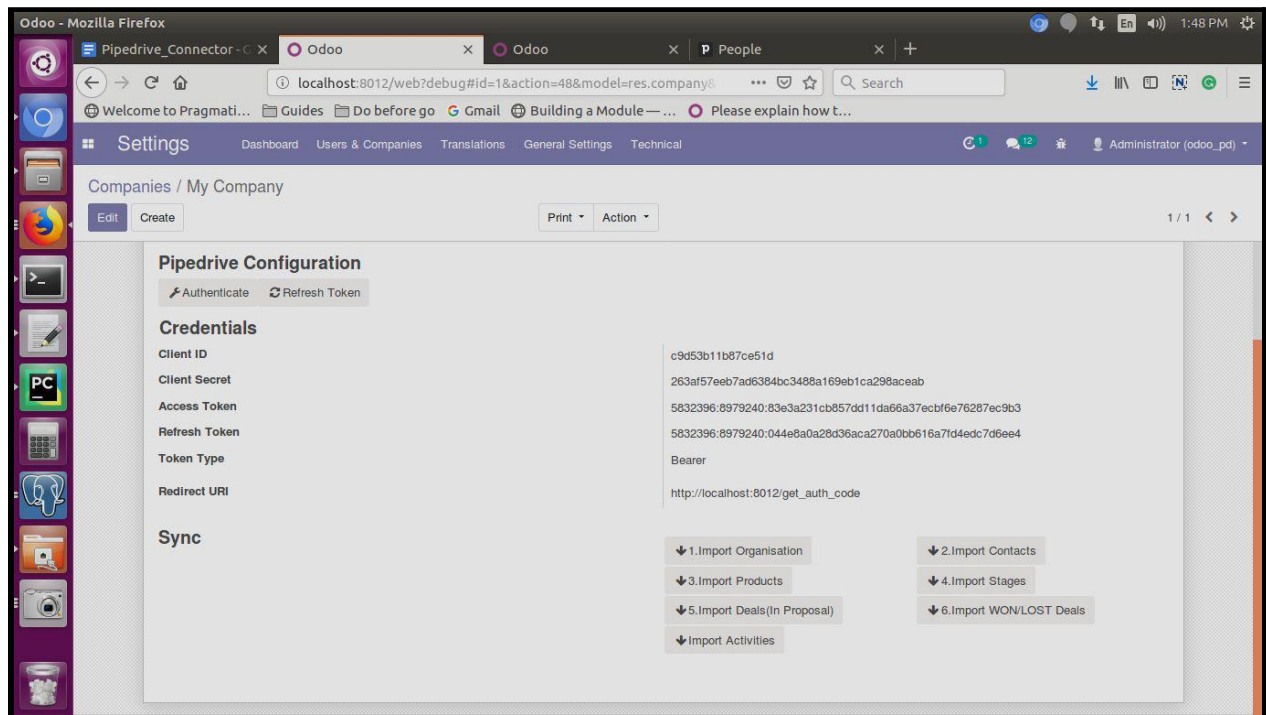 Odoo - Mozilla Firefox
En 1:48 PM
Pipedrive_Connector - G Odoo Odoo People
localhost:8012/web?debug#id=1&action=48&model=res.company& Search
Welcome to Pragmati... Guides Do before go Gmail Building a Module — ... Please explain how t...
Settings Dashboard Users & Companies Translations General Settings Technical 1 12 Administrator (odoo_pd)
Companies / My Company
Edit Create Print Action 1 / 1
Pipedrive Configuration
Authenticate Refresh Token
Credentials
Client ID c9d53b11b87ce51d
Client Secret 263af57eeb7ad6384bc3488a169eb1ca298aceab
Access Token 5832396:8979240:83e3a231cb857dd11da66a37ecbf6e76287ec9b3
Refresh Token 5832396:8979240:044e8a0a28d36aca270a0bb616a7fd4edc7d6ee4
Token Type Bearer
Redirect URI http://localhost:8012/get_auth_code
Sync
1.Import Organisation 2.Import Contacts
3.Import Products 4.Import Stages
5.Import Deals(In Proposal) 6.Import WON/LOST Deals
Import Activities